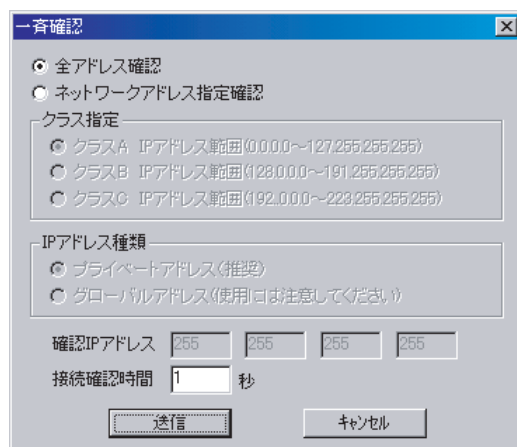 一斉確認
全アドレス確認
ネットワークアドレス指定確認
クラス指定
クラスA IPアドレス範囲(0.0.0.0～127.255.255.255)
クラスB IPアドレス範囲(128.0.0.0～191.255.255.255)
クラスC IPアドレス範囲(192.0.0.0～223.255.255.255)
IPアドレス種類
プライベートアドレス(推奨)
グローバルアドレス(使用には注意してください)
確認IPアドレス 255 255 255 255
接続確認時間 1 秒
送信 キャンセル